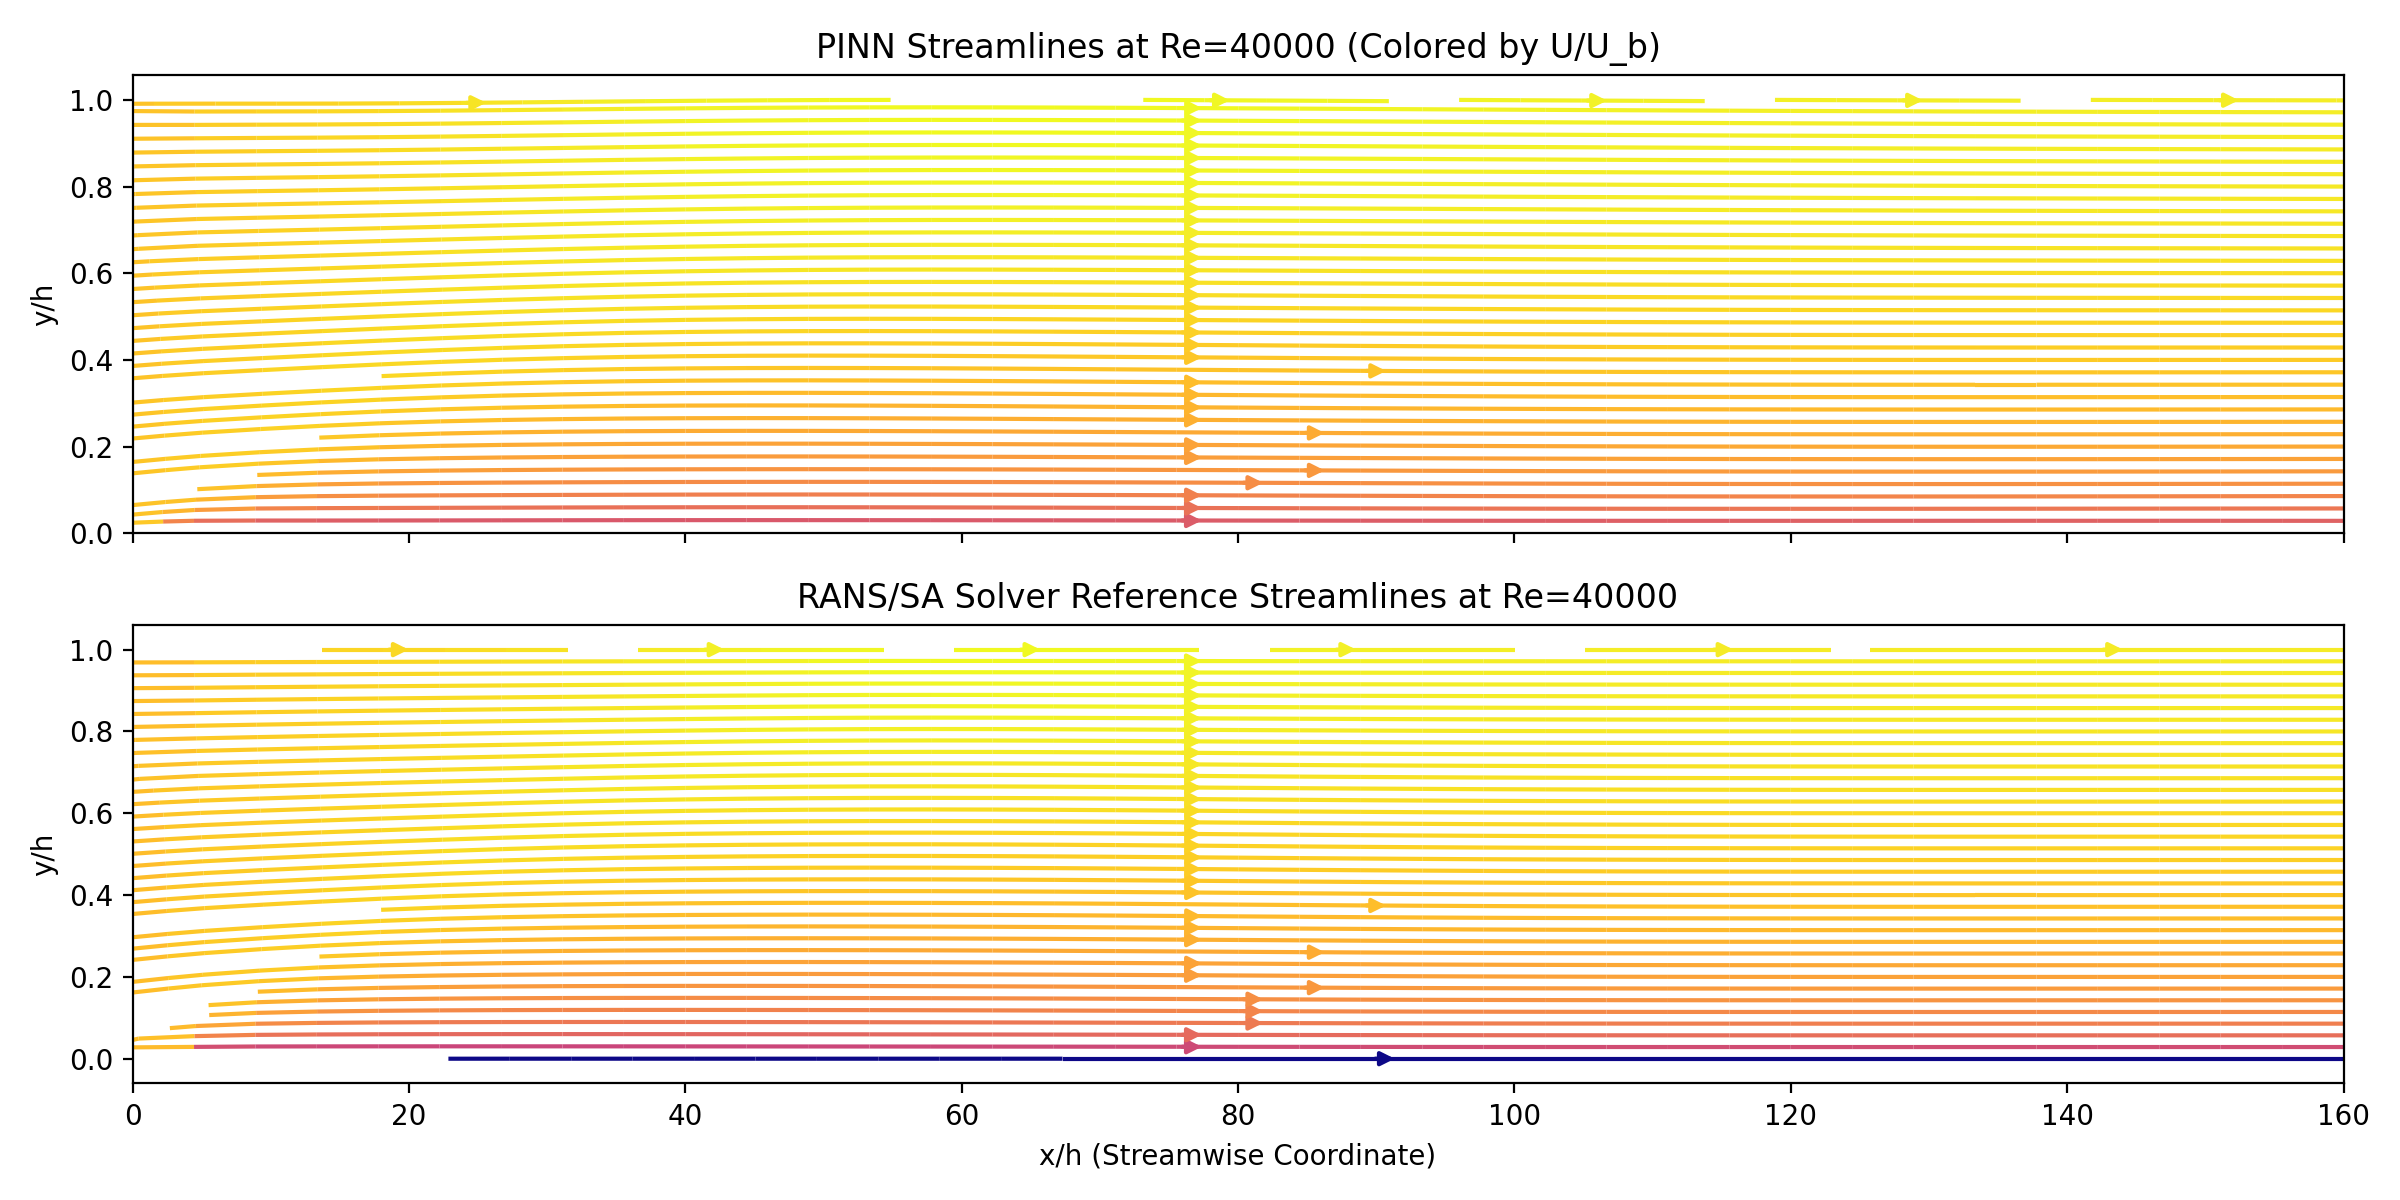 PINN Streamlines at Re=40000 (Colored by U/U_b)
1.0
0.8
0.6
0.4
0.2
0.0
y/h
RANS/SA Solver Reference Streamlines at Re=40000
1.0
0.8
0.6
0.4
0.2
0.0
y/h
0 20 40 60 80 100 120 140 160
x/h (Streamwise Coordinate)